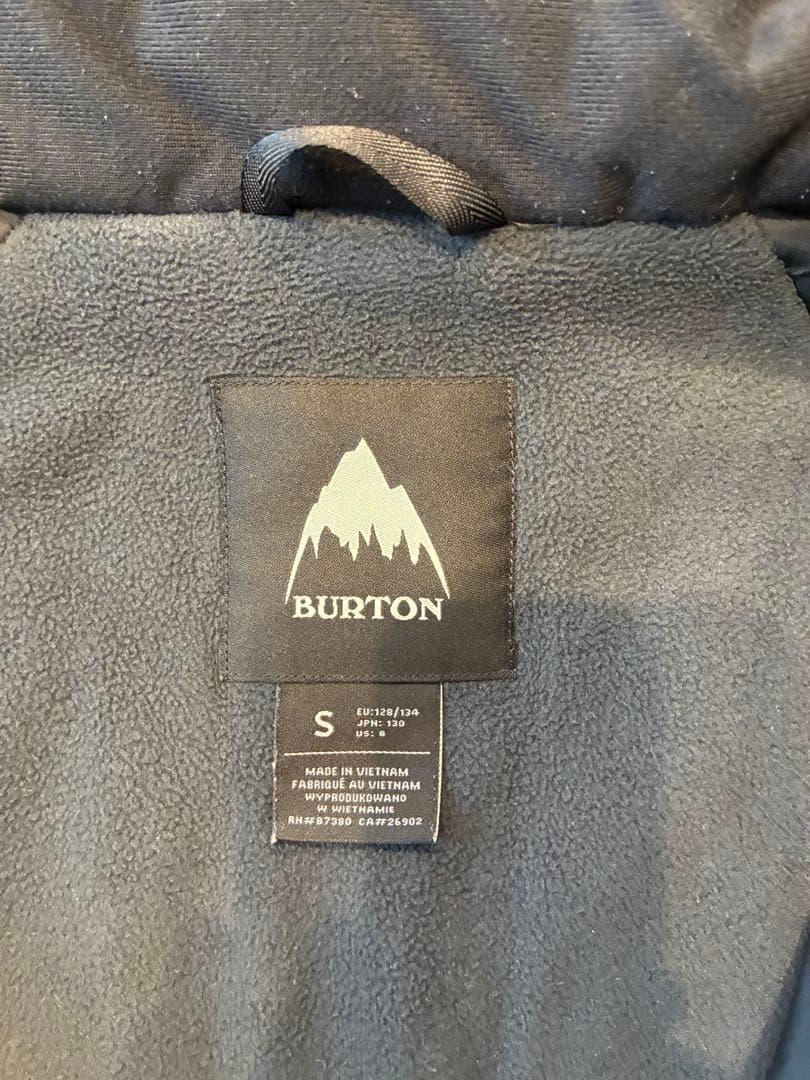 BURTON
S
EU:128/134
JPN: 130
US: 8
MADE IN VIETNAM
FABRIQUÉ AU VIETNAM
WYPRODUKOWANO
W WIETNAMIE
RN#87380 CA#26902